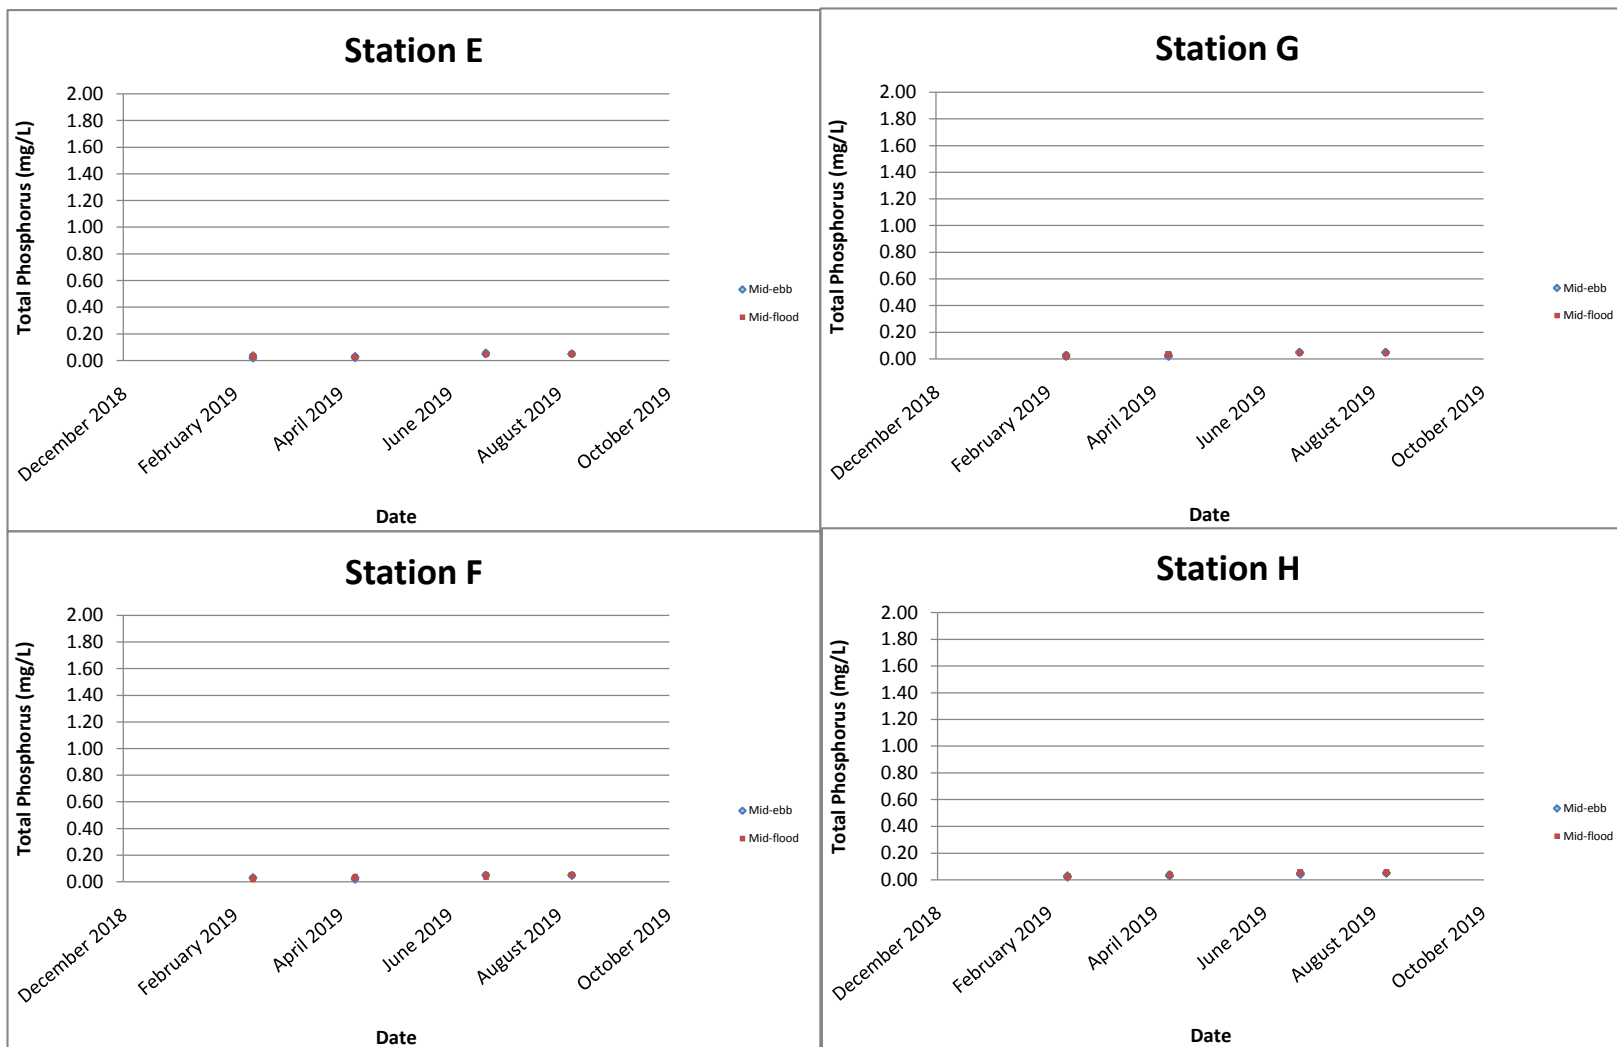 Station E
Total Phosphorus (mg/L)
2.00
1.80
1.60
1.40
1.20
1.00
0.80
0.60
0.40
0.20
0.00
December 2018
February 2019
April 2019
June 2019
August 2019
October 2019
Date
Mid-ebb
Mid-flood
Station G
Total Phosphorus (mg/L)
2.00
1.80
1.60
1.40
1.20
1.00
0.80
0.60
0.40
0.20
0.00
December 2018
February 2019
April 2019
June 2019
August 2019
October 2019
Date
Mid-ebb
Mid-flood
Station F
Total Phosphorus (mg/L)
2.00
1.80
1.60
1.40
1.20
1.00
0.80
0.60
0.40
0.20
0.00
December 2018
February 2019
April 2019
June 2019
August 2019
October 2019
Date
Mid-ebb
Mid-flood
Station H
Total Phosphorus (mg/L)
2.00
1.80
1.60
1.40
1.20
1.00
0.80
0.60
0.40
0.20
0.00
December 2018
February 2019
April 2019
June 2019
August 2019
October 2019
Date
Mid-ebb
Mid-flood